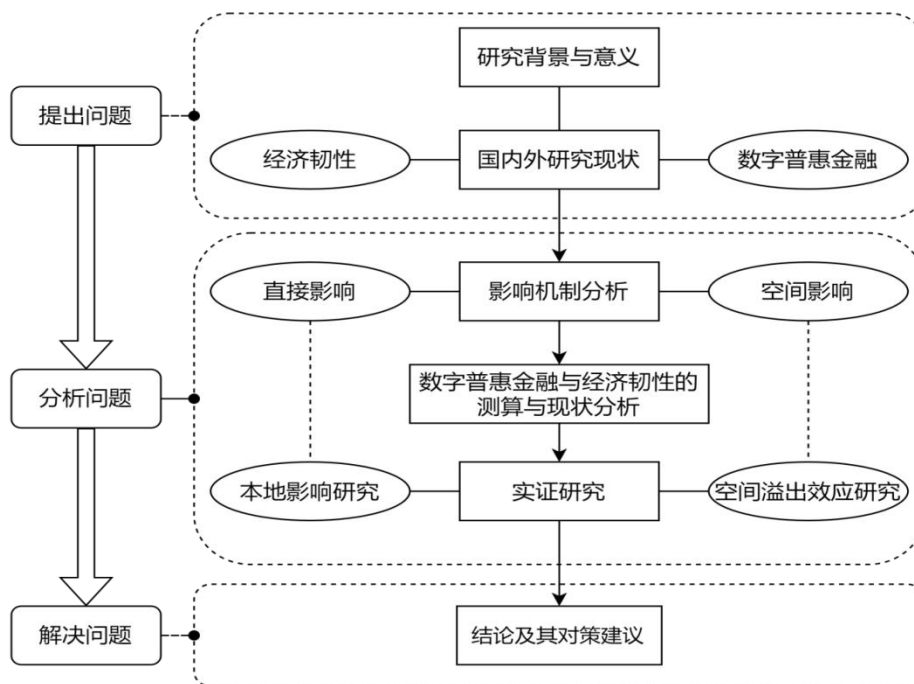 研究背景与意义
提出问题
经济韧性
国内外研究现状
数字普惠金融
直接影响
影响机制分析
空间影响
分析问题
数字普惠金融与经济韧性的
测算与现状分析
本地影响研究
实证研究
空间溢出效应研究
解决问题
结论及其对策建议